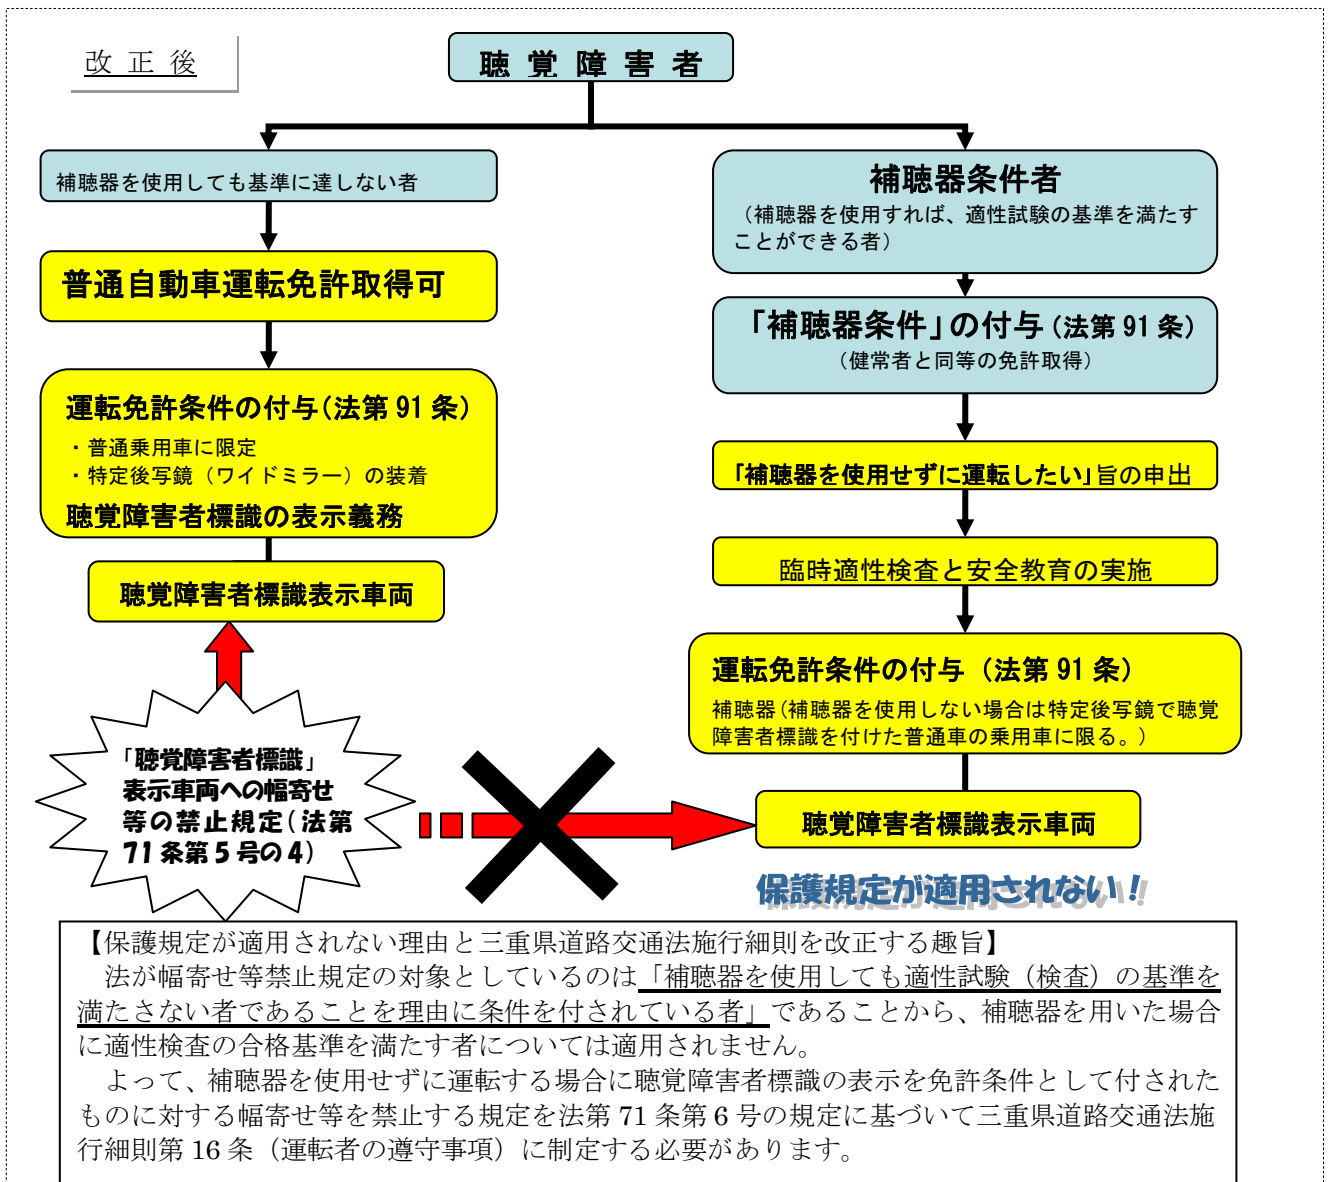 改 正 後
聴 覚 障 害 者
補聴器を使用しても基準に達しない者
普通自動車運転免許取得可
運転免許条件の付与(法第 91 条)
・普通乗用車に限定
・特定後写鏡(ワイドミラー)の装着
聴覚障害者標識の表示義務
聴覚障害者標識表示車両
「聴覚障害者標識」
表示車両への幅寄せ
等の禁止規定(法第
71 条第 5 号の 4)
補聴器条件者
(補聴器を使用すれば、適性試験の基準を満たす
ことができる者)
「補聴器条件」の付与(法第 91 条)
(健常者と同等の免許取得)
「補聴器を使用せずに運転したい」旨の申出
臨時適性検査と安全教育の実施
運転免許条件の付与 (法第 91 条)
補聴器(補聴器を使用しない場合は特定後写鏡で聴覚
障害者標識を付けた普通車の乗用車に限る。)
聴覚障害者標識表示車両
保護規定が適用されない!
【保護規定が適用されない理由と三重県道路交通法施行細則を改正する趣旨】
法が幅寄せ等禁止規定の対象としているのは「補聴器を使用しても適性試験(検査)の基準を
満たさない者であることを理由に条件を付されている者」であることから、補聴器を用いた場合
に適性検査の合格基準を満たす者については適用されません。
よって、補聴器を使用せずに運転する場合に聴覚障害者標識の表示を免許条件として付された
ものに対する幅寄せ等を禁止する規定を法第 71 条第 6 号の規定に基づいて三重県道路交通法施
行細則第 16 条(運転者の遵守事項)に制定する必要があります。